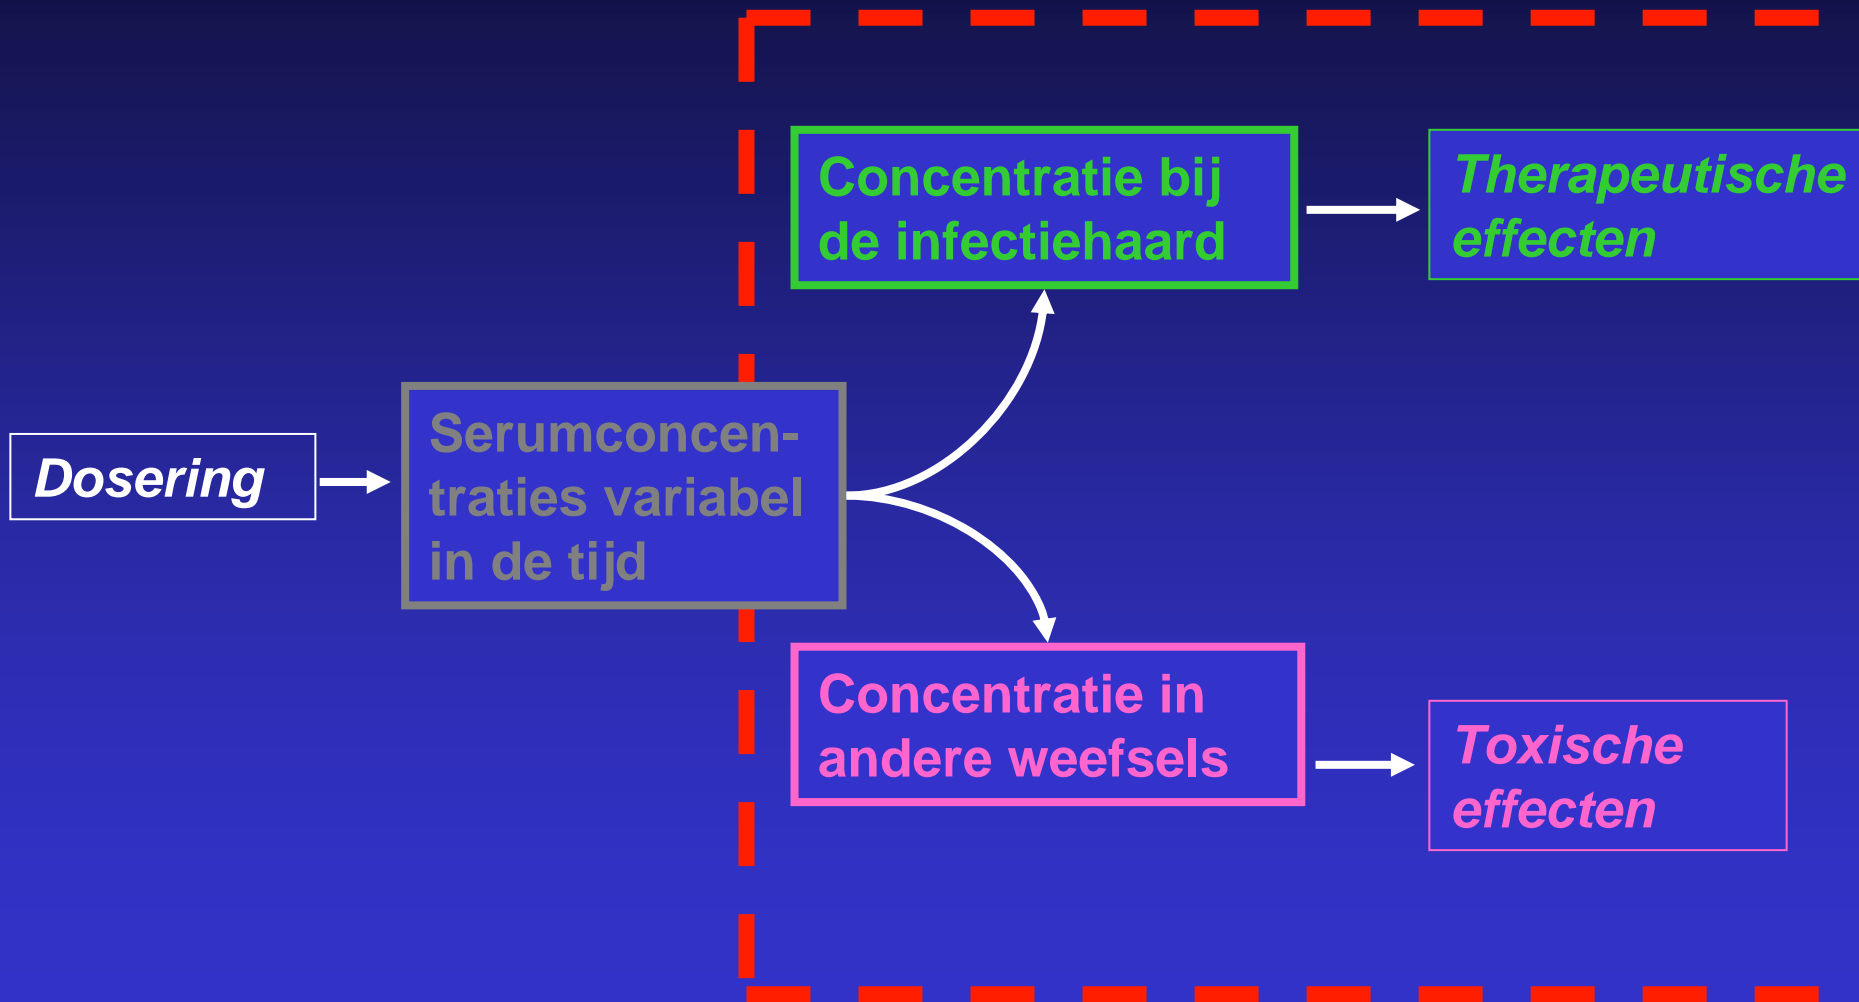 Concentratie bij
de infectiehaard
Therapeutische
effecten
Dosering
Serumconcen-
traties variabel
in de tijd
Concentratie in
andere weefsels
Toxische
effecten